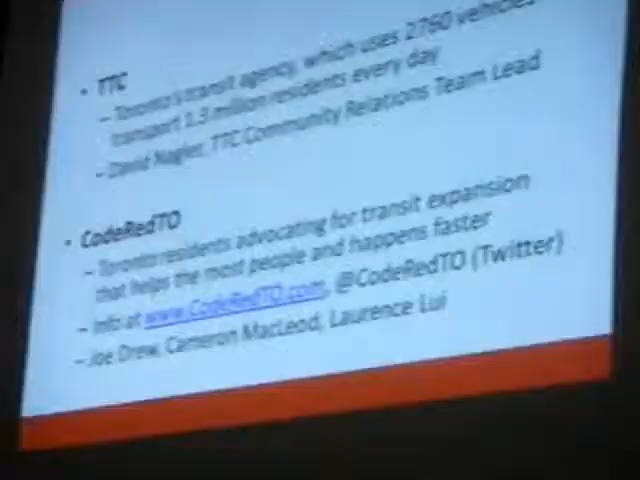 • TTC
– Toronto's transit agency, which uses 2760 vehicles
transport 1.3 million residents every day
– David Nagler, TTC Community Relations Team Lead
• CodeRedTO
– Toronto residents advocating for transit expansion
that helps the most people and happens faster
– Info at www.CodeRedTO.com, @CodeRedTO (Twitter)
– Joe Drew, Cameron MacLeod, Laurence Lui